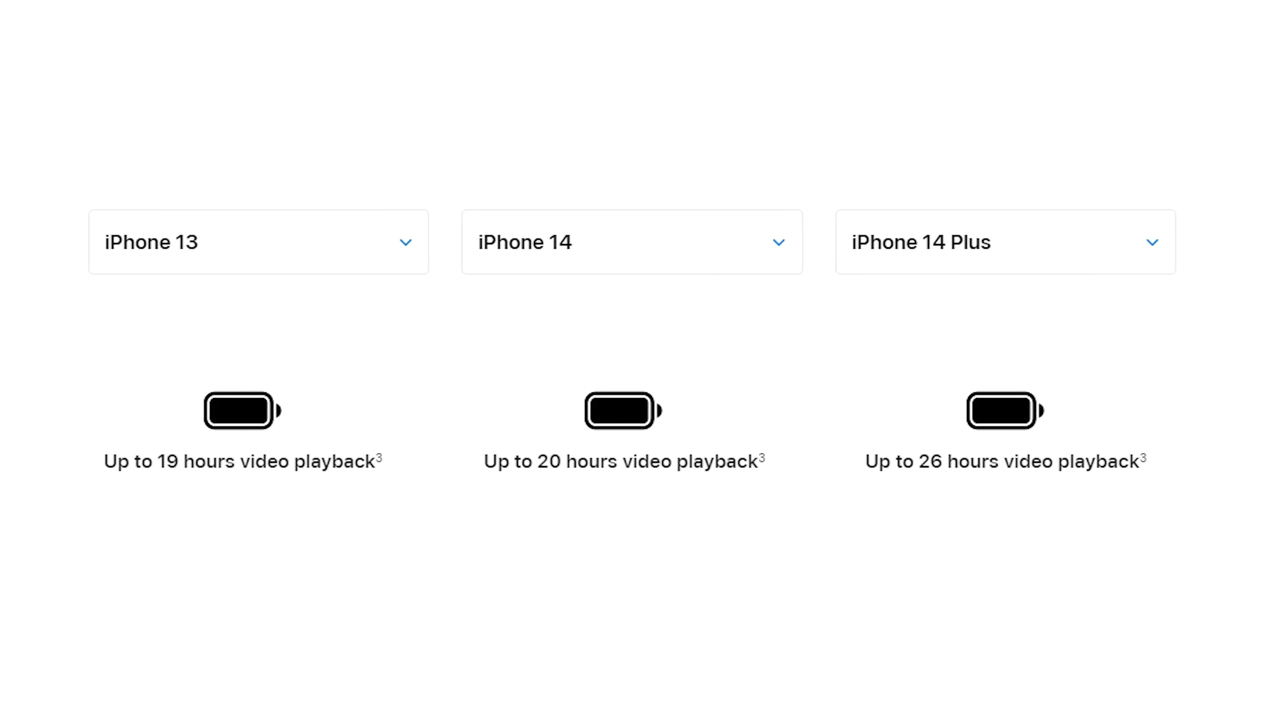 iPhone 13
iPhone 14
iPhone 14 Plus
Up to 19 hours video playback³
Up to 20 hours video playback³
Up to 26 hours video playback³